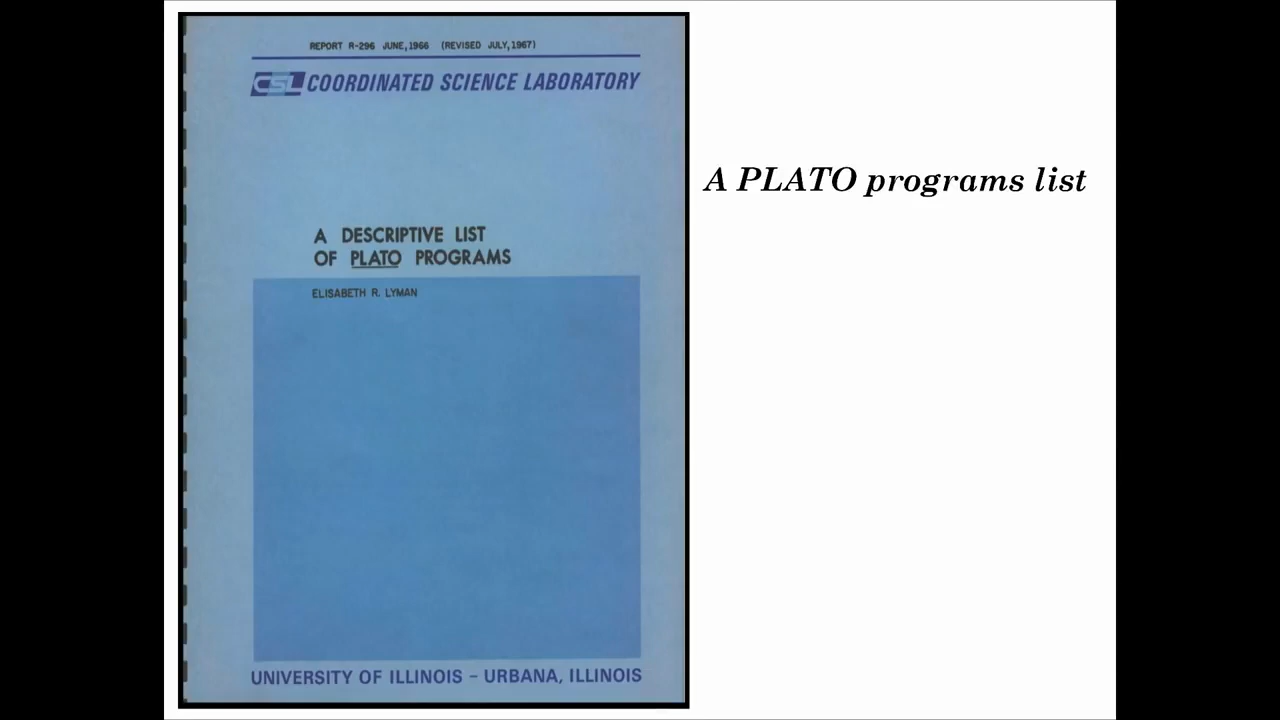 REPORT R-296 JUNE, 1966 (REVISED JULY, 1967)
CSL COORDINATED SCIENCE LABORATORY
A DESCRIPTIVE LIST
OF PLATO PROGRAMS
ELISABETH R. LYMAN
UNIVERSITY OF ILLINOIS - URBANA, ILLINOIS
A PLATO programs list